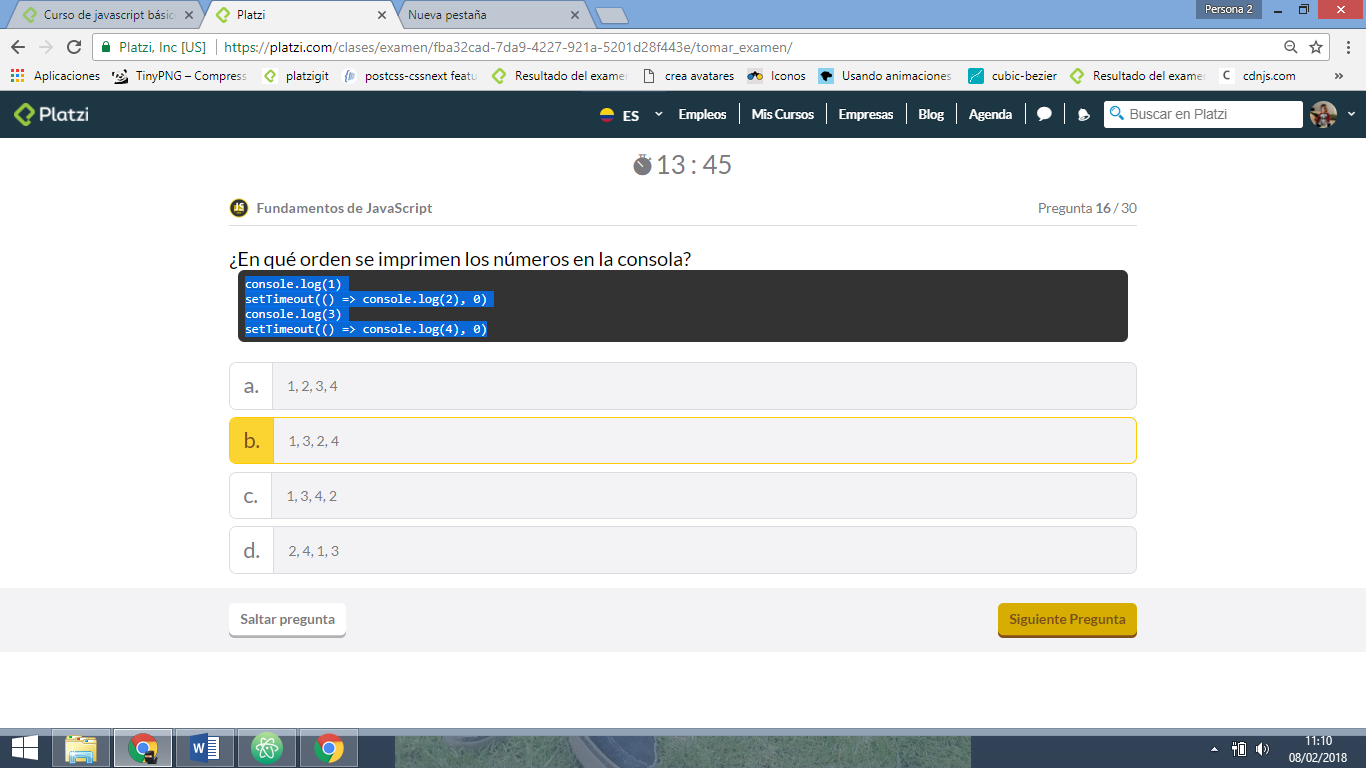 Curso de javascript básic
Platzi
Nueva pestaña
Persona 2
Platzi, Inc [US]
https://platzi.com/clases/examen/fba32cad-7da9-4227-921a-5201d28f443e/tomar_examen/
Aplicaciones
TinyPNG – Compress
platzigit
postcss-cssnext featu
Resultado del exame
crea avatares
Iconos
Usando animaciones
cubic-bezier
Resultado del exame
C
cdnjs.com
»
Platzi
ES
Empleos
Mis Cursos
Empresas
Blog
Agenda
Buscar en Platzi
13 : 45
JS
Fundamentos de JavaScript
Pregunta 16 / 30
¿En qué orden se imprimen los números en la consola?
console.log(1)
setTimeout(() => console.log(2), 0)
console.log(3)
setTimeout(() => console.log(4), 0)
a. 1, 2, 3, 4
b. 1, 3, 2, 4
c. 1, 3, 4, 2
d. 2, 4, 1, 3
Saltar pregunta
Siguiente Pregunta
11:10
08/02/2018